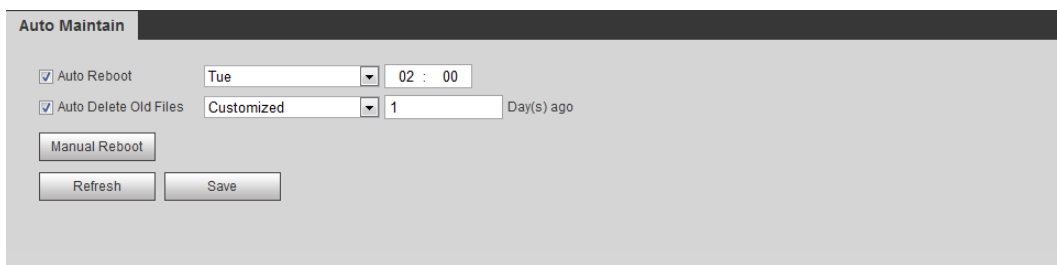 Auto Maintain
Auto Reboot Tue 02 : 00
Auto Delete Old Files Customized 1 Day(s) ago
Manual Reboot
Refresh Save